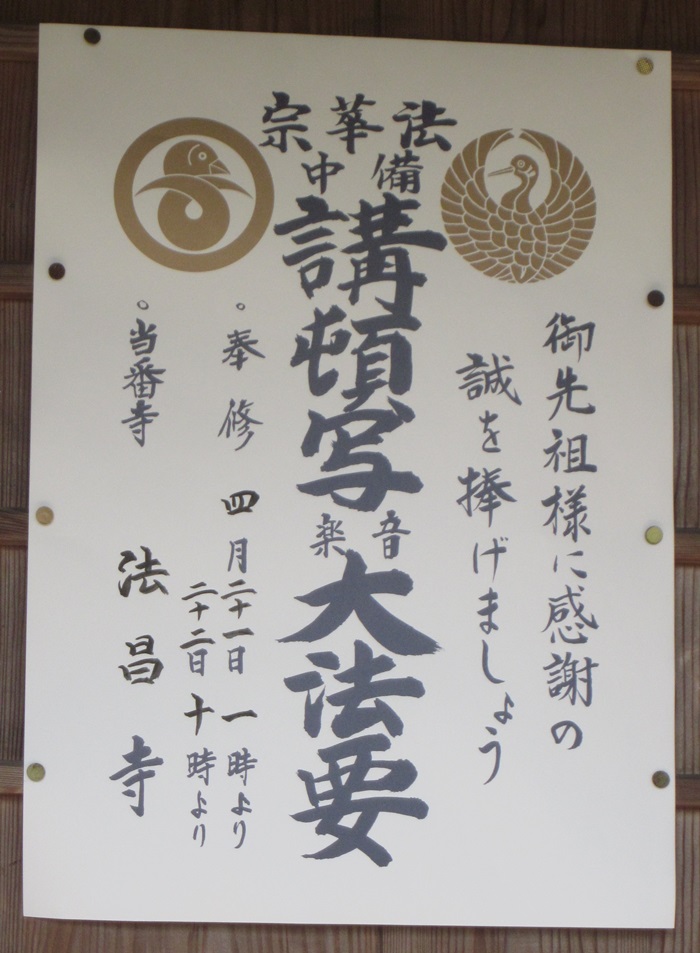 御先祖様に感謝の
誠を捧げましょう
法華宗
備中
講頓写
音楽
大法要
。奉修 四月二十一日 一時より
二十二日 十時より
。当番寺 法昌寺